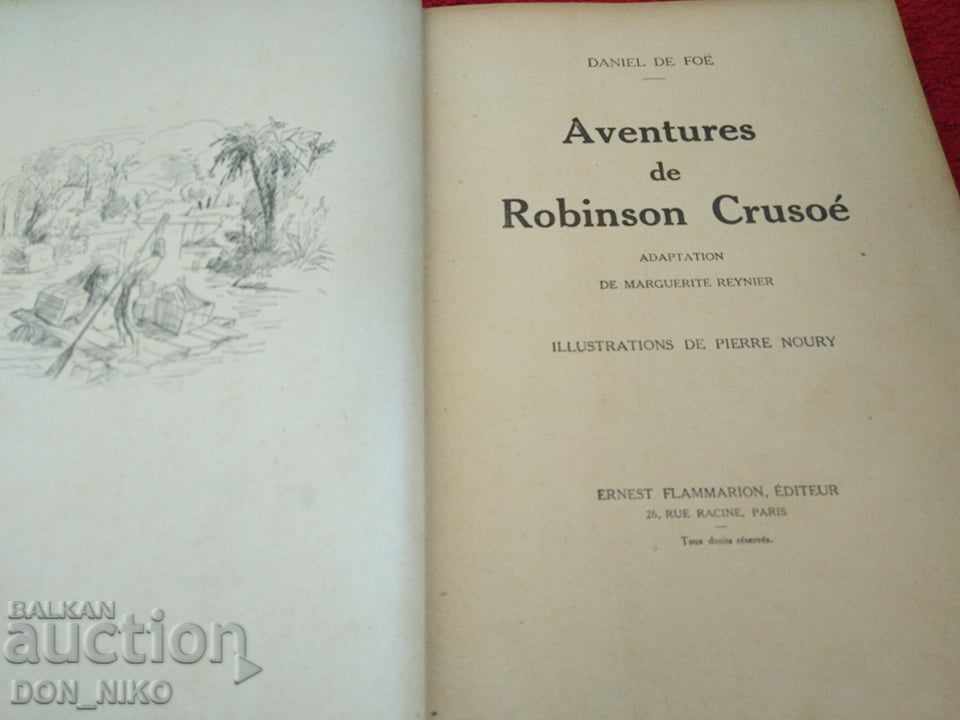 DANIEL DE FOË
Aventures
de
Robinson Crusoé
ADAPTATION
DE MARGUERITE REYNIER
ILLUSTRATIONS DE PIERRE NOURY
ERNEST FLAMMARION, ÉDITEUR
26, RUE RACINE, PARIS
Tous droits réservés.
BALKAN
auction
DON_NIKO